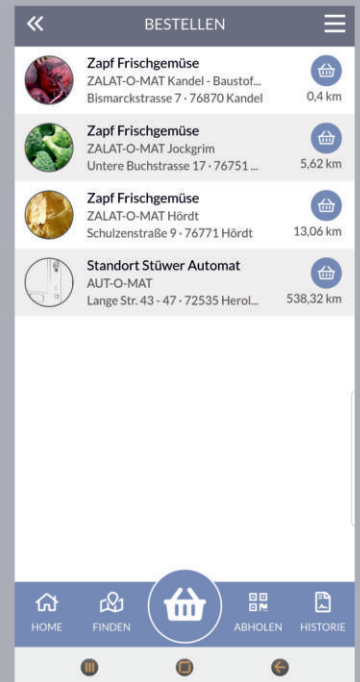 BESTELLEN
Zapf Frischgemüse
ZALAT-O-MAT Kandel - Baustof...
Bismarckstrasse 7 · 76870 Kandel
0,4 km
Zapf Frischgemüse
ZALAT-O-MAT Jockgrim
Untere Buchstrasse 17 · 76751 ...
5,62 km
Zapf Frischgemüse
ZALAT-O-MAT Hördt
Schulzenstraße 9 · 76771 Hördt
13,06 km
Standort Stüwer Automat
AUT-O-MAT
Lange Str. 43 - 47 · 72535 Herol...
538,32 km
HOME FINDEN ABHOLEN HISTORIE